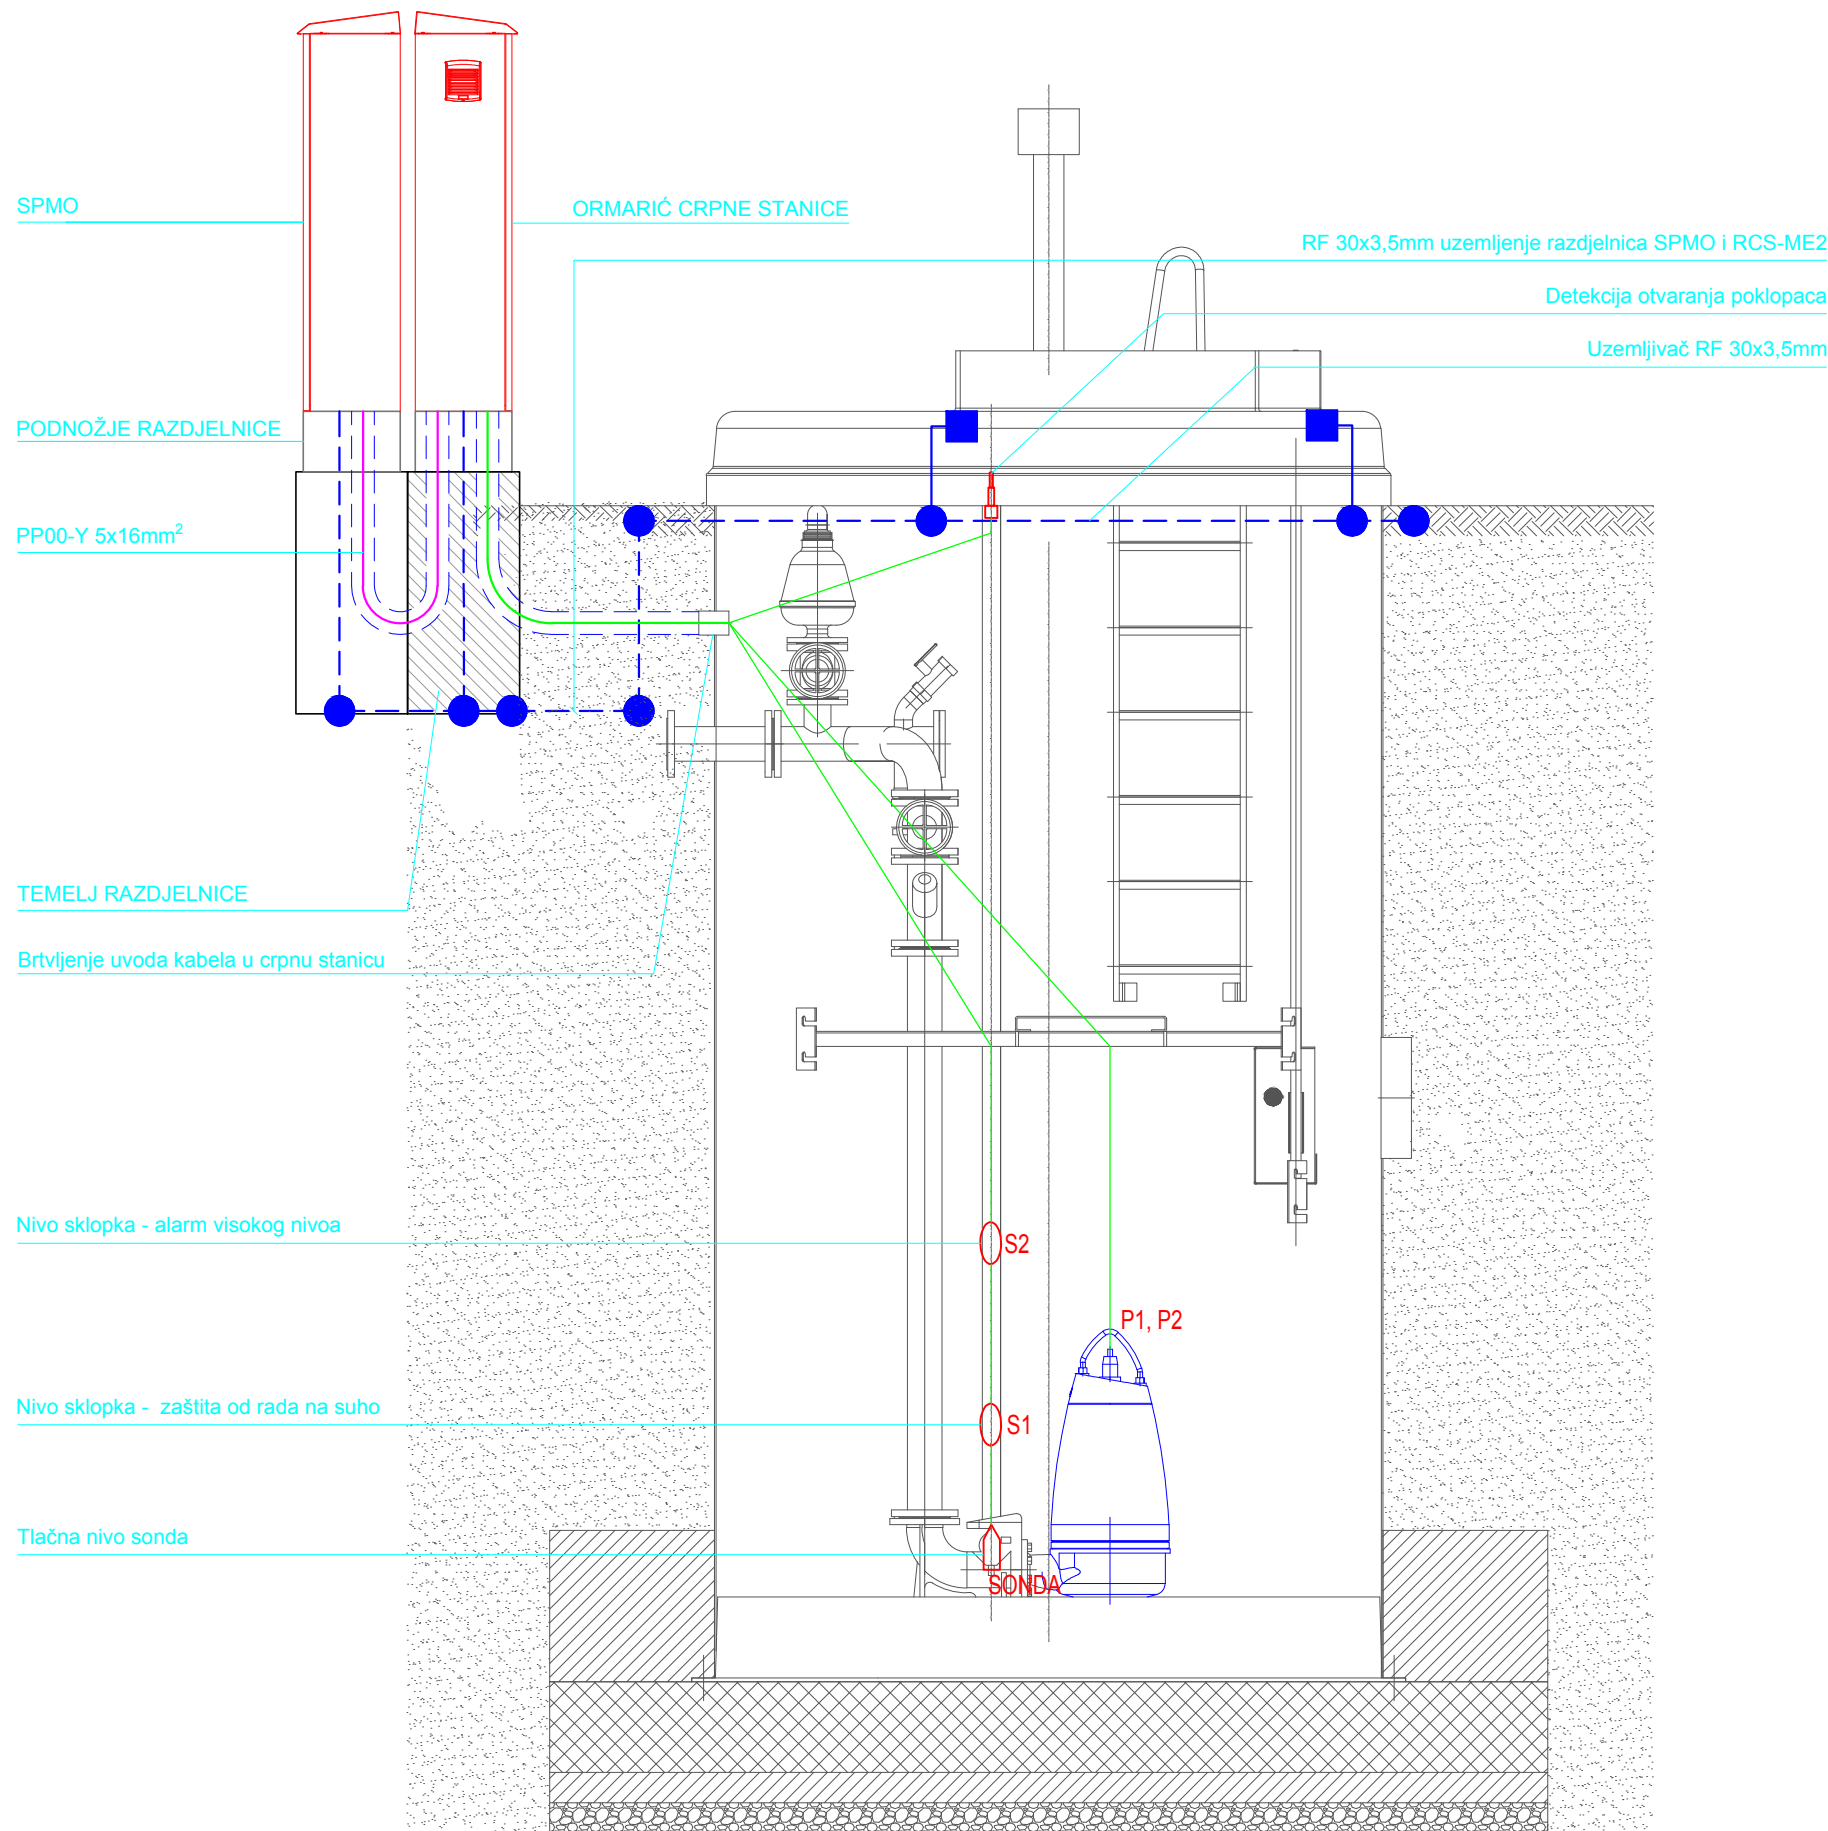 SPMO
ORMARIĆ CRPNE STANICE
RF 30x3,5mm uzemljenje razdjelnica SPMO i RCS-ME2
Detekcija otvaranja poklopaca
Uzemljivač RF 30x3,5mm
PODNOŽJE RAZDJELNICE
PP00-Y 5x16mm²
TEMELJ RAZDJELNICE
Brtvljenje uvoda kabela u crpnu stanicu
Nivo sklopka - alarm visokog nivoa
S2
P1, P2
Nivo sklopka - zaštita od rada na suho
S1
Tlačna nivo sonda
SONDA